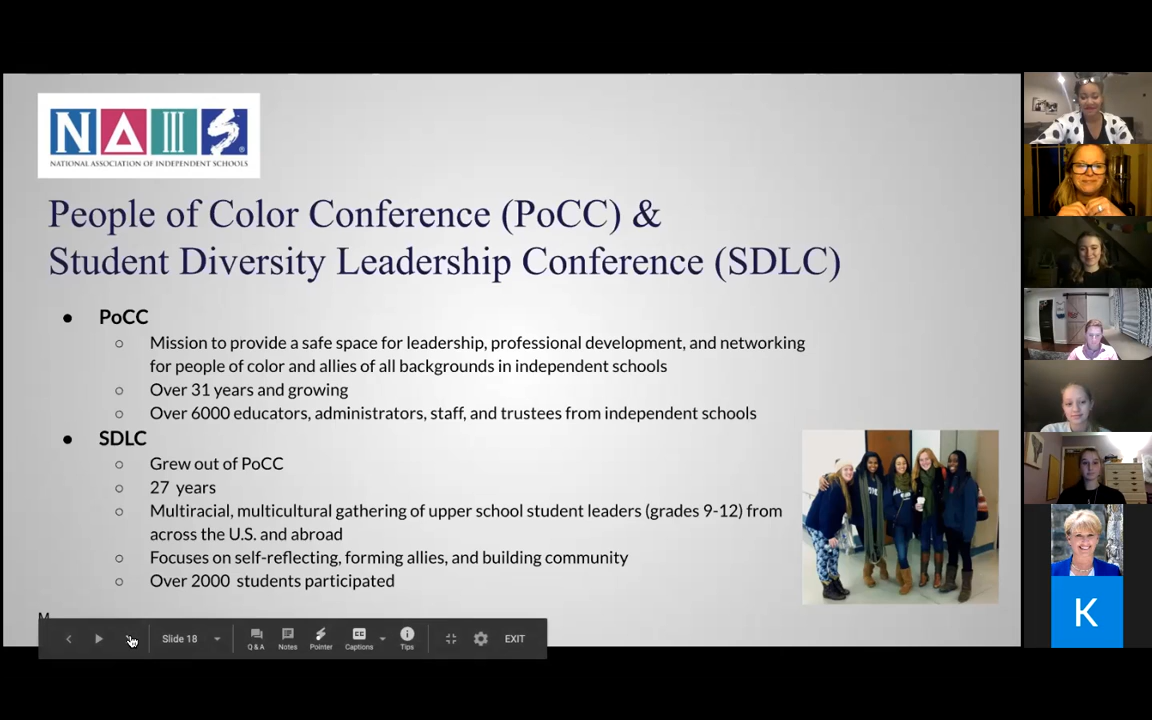 NAIS
NATIONAL ASSOCIATION OF INDEPENDENT SCHOOLS
People of Color Conference (PoCC) &
Student Diversity Leadership Conference (SDLC)
● PoCC
○ Mission to provide a safe space for leadership, professional development, and networking
for people of color and allies of all backgrounds in independent schools
○ Over 31 years and growing
○ Over 6000 educators, administrators, staff, and trustees from independent schools
● SDLC
○ Grew out of PoCC
○ 27 years
○ Multiracial, multicultural gathering of upper school student leaders (grades 9-12) from
across the U.S. and abroad
○ Focuses on self-reflecting, forming allies, and building community
○ Over 2000 students participated
M
Slide 18
Q & A
Notes
Pointer
CC
Captions
Tips
EXIT
K